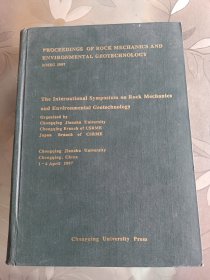 PROCEEDINGS OF ROCK MECHANICS AND
ENVIRONMENTAL GEOTECHNOLOGY
RMEG 1997
The International Symposium on Rock Mechanics
and Environmental Geotechnology
Organized by
Chongqing Jianzhu University
Chongqing Branch of CSRME
Japan Branch of CSRME
Chongqing Jianzhu University
Chongqing, China
1-4 April 1997
Chongqing University Press